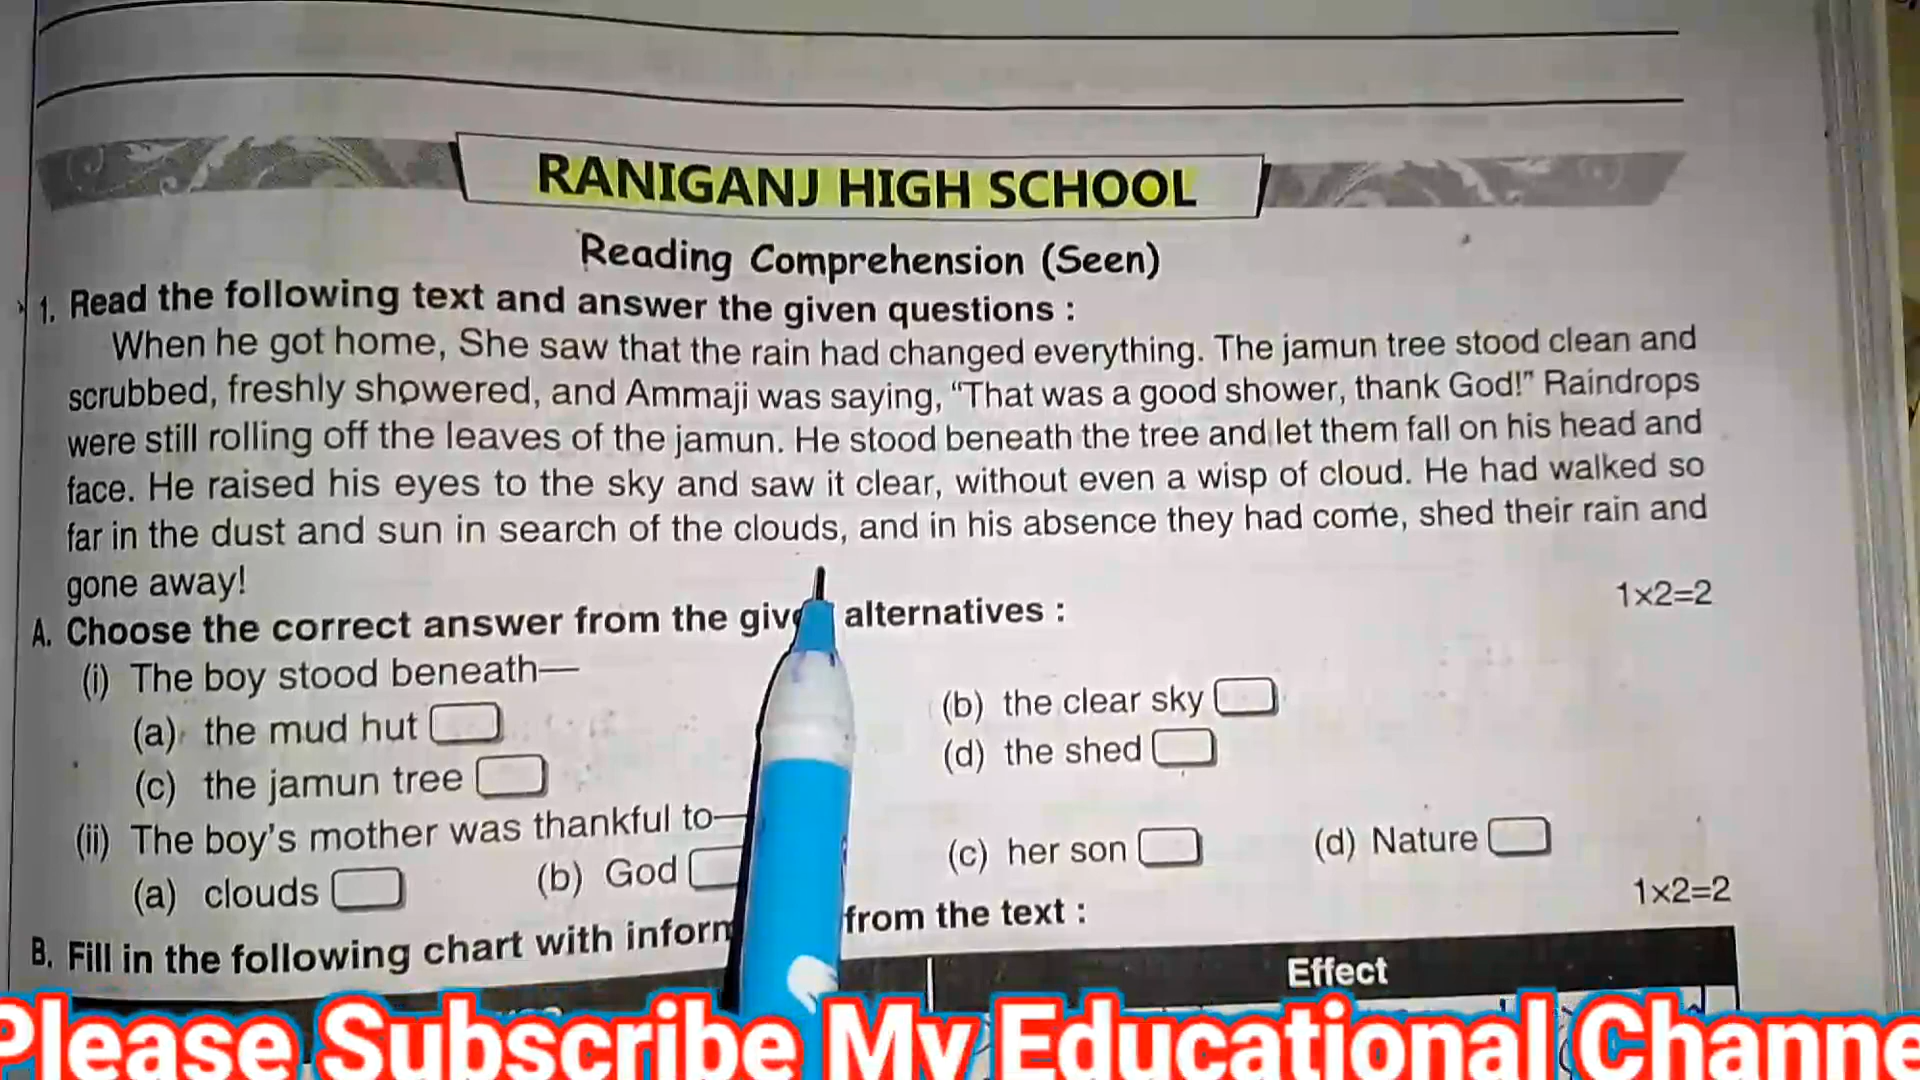 RANIGANJ HIGH SCHOOL
Reading Comprehension (Seen)
1. Read the following text and answer the given questions :
When he got home, She saw that the rain had changed everything. The jamun tree stood clean and
scrubbed, freshly showered, and Ammaji was saying, “That was a good shower, thank God!” Raindrops
were still rolling off the leaves of the jamun. He stood beneath the tree and let them fall on his head and
face. He raised his eyes to the sky and saw it clear, without even a wisp of cloud. He had walked so
far in the dust and sun in search of the clouds, and in his absence they had come, shed their rain and
gone away!
1×2=2
A. Choose the correct answer from the alternatives :
(i) The boy stood beneath—
(a) the mud hut
(b) the clear sky
(c) the jamun tree
(d) the shed
(ii) The boy's mother was thankful to—
(a) clouds (b) God (c) her son (d) Nature
1×2=2
B. Fill in the following chart with from the text :
Effect
Please Subscribe My Educational